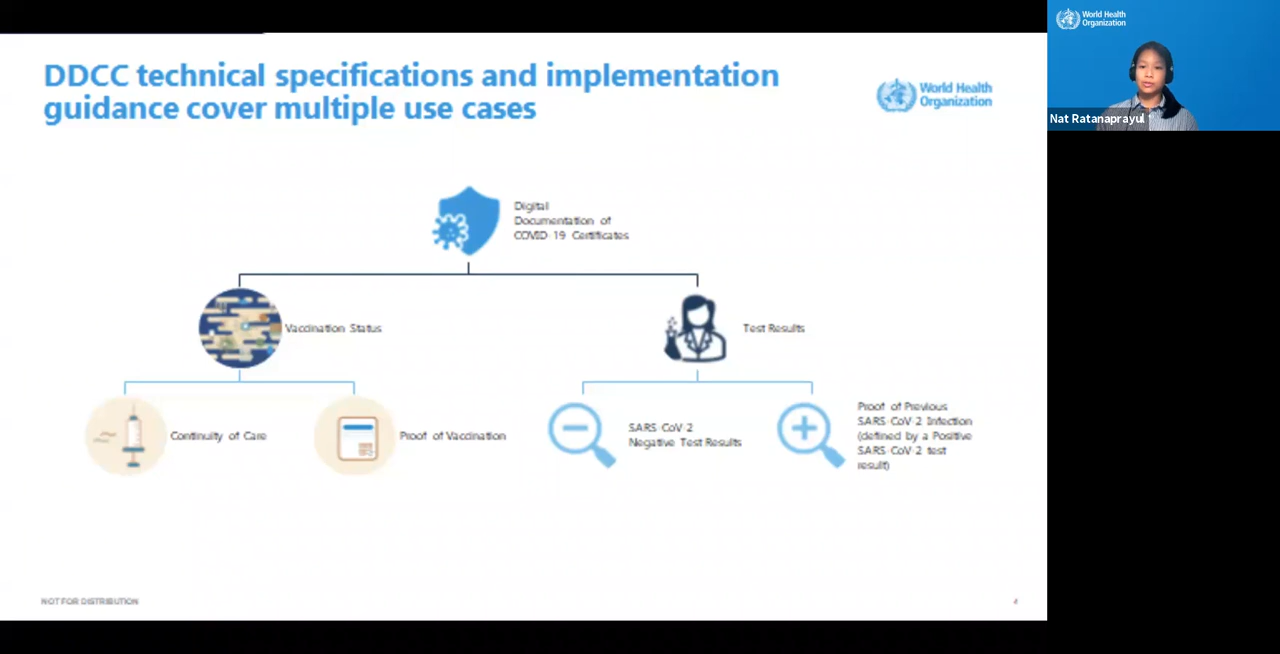 DDCC technical specifications and implementation
guidance cover multiple use cases
World Health
Organization
Digital
Documentation of
COVID-19 Certificates
Vaccination Status
Test Results
Continuity of Care
Proof of Vaccination
SARS-CoV-2
Negative Test Results
Proof of Previous
SARS-CoV-2 Infection
(defined by a Positive
SARS-CoV-2 test
result)
NOT FOR DISTRIBUTION
World Health
Organization
Nat Ratanaprayul